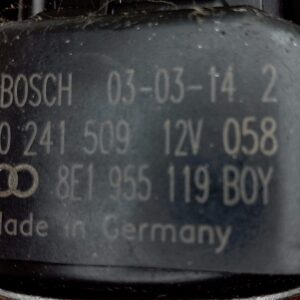 BOSCH 03-03-14 2
0 241 509 12V 058
8E1 955 119 BOY
Made in Germany